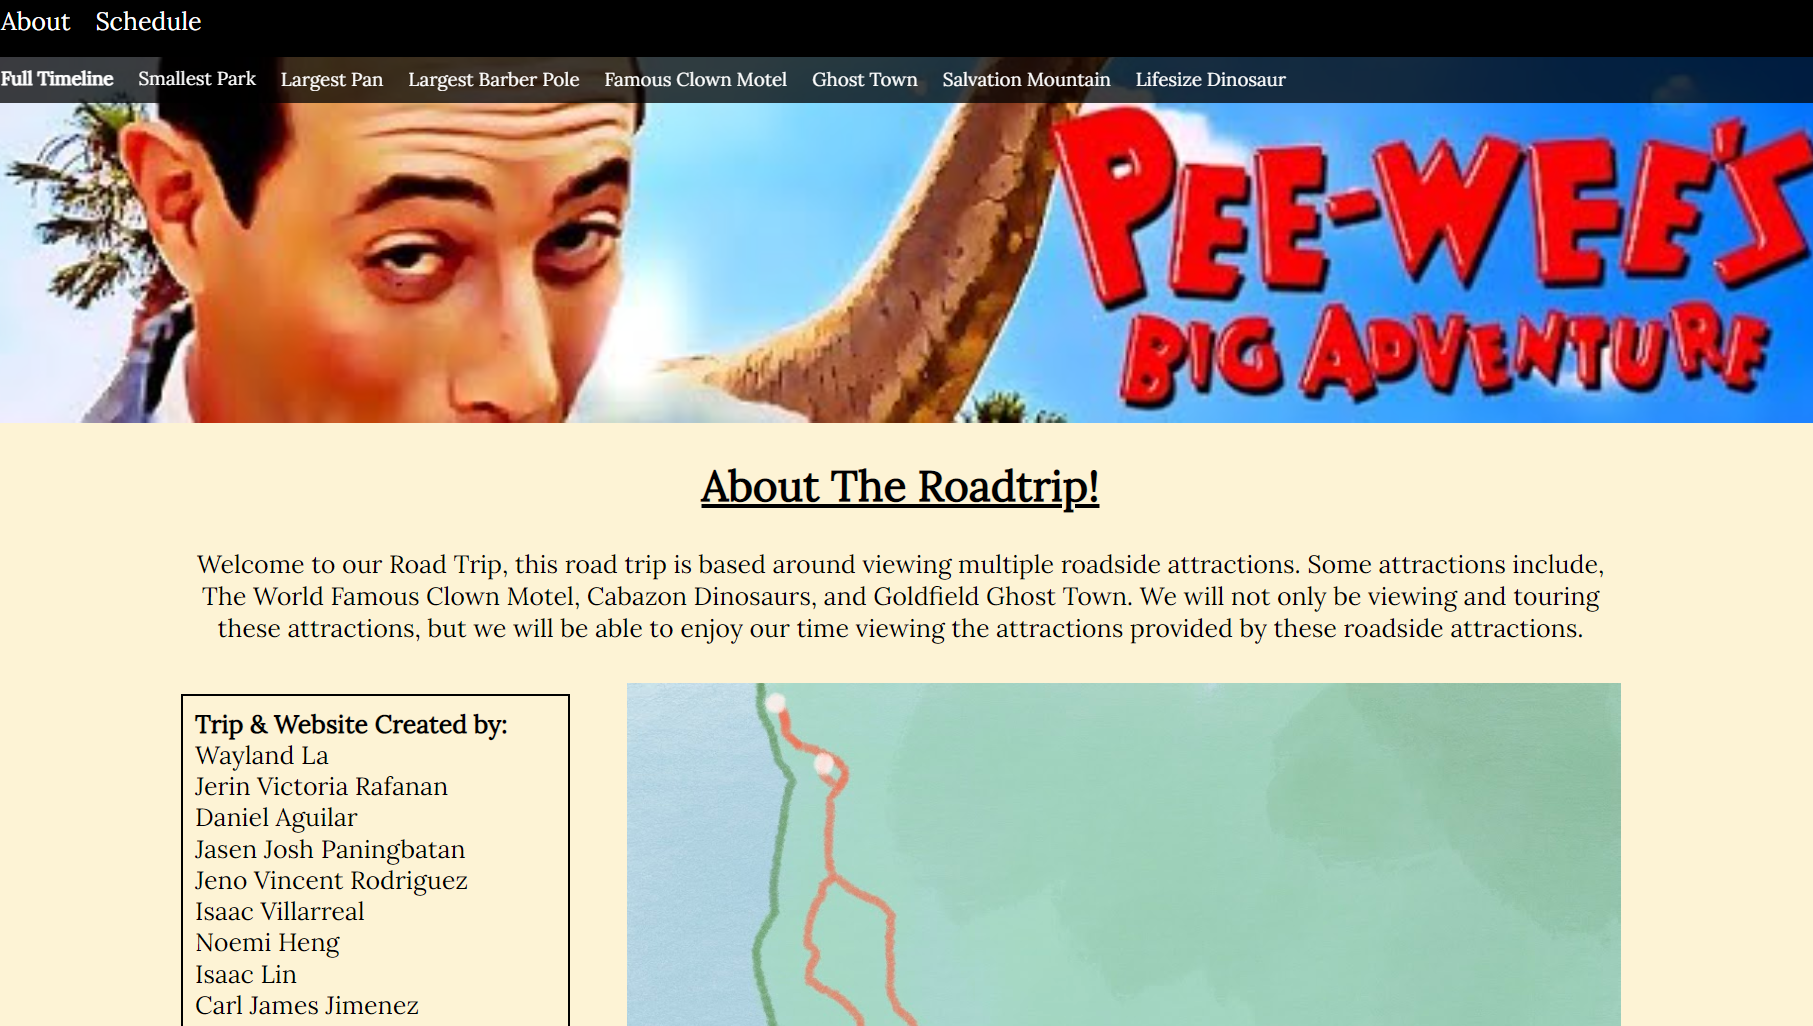 About Schedule
Full Timeline Smallest Park Largest Pan Largest Barber Pole Famous Clown Motel Ghost Town Salvation Mountain Lifesize Dinosaur
PEE-WEE'S
BIG ADVENTURE
About The Roadtrip!
Welcome to our Road Trip, this road trip is based around viewing multiple roadside attractions. Some attractions include,
The World Famous Clown Motel, Cabazon Dinosaurs, and Goldfield Ghost Town. We will not only be viewing and touring
these attractions, but we will be able to enjoy our time viewing the attractions provided by these roadside attractions.
Trip & Website Created by:
Wayland La
Jerin Victoria Rafanan
Daniel Aguilar
Jasen Josh Paningbatan
Jeno Vincent Rodriguez
Isaac Villarreal
Noemi Heng
Isaac Lin
Carl James Jimenez